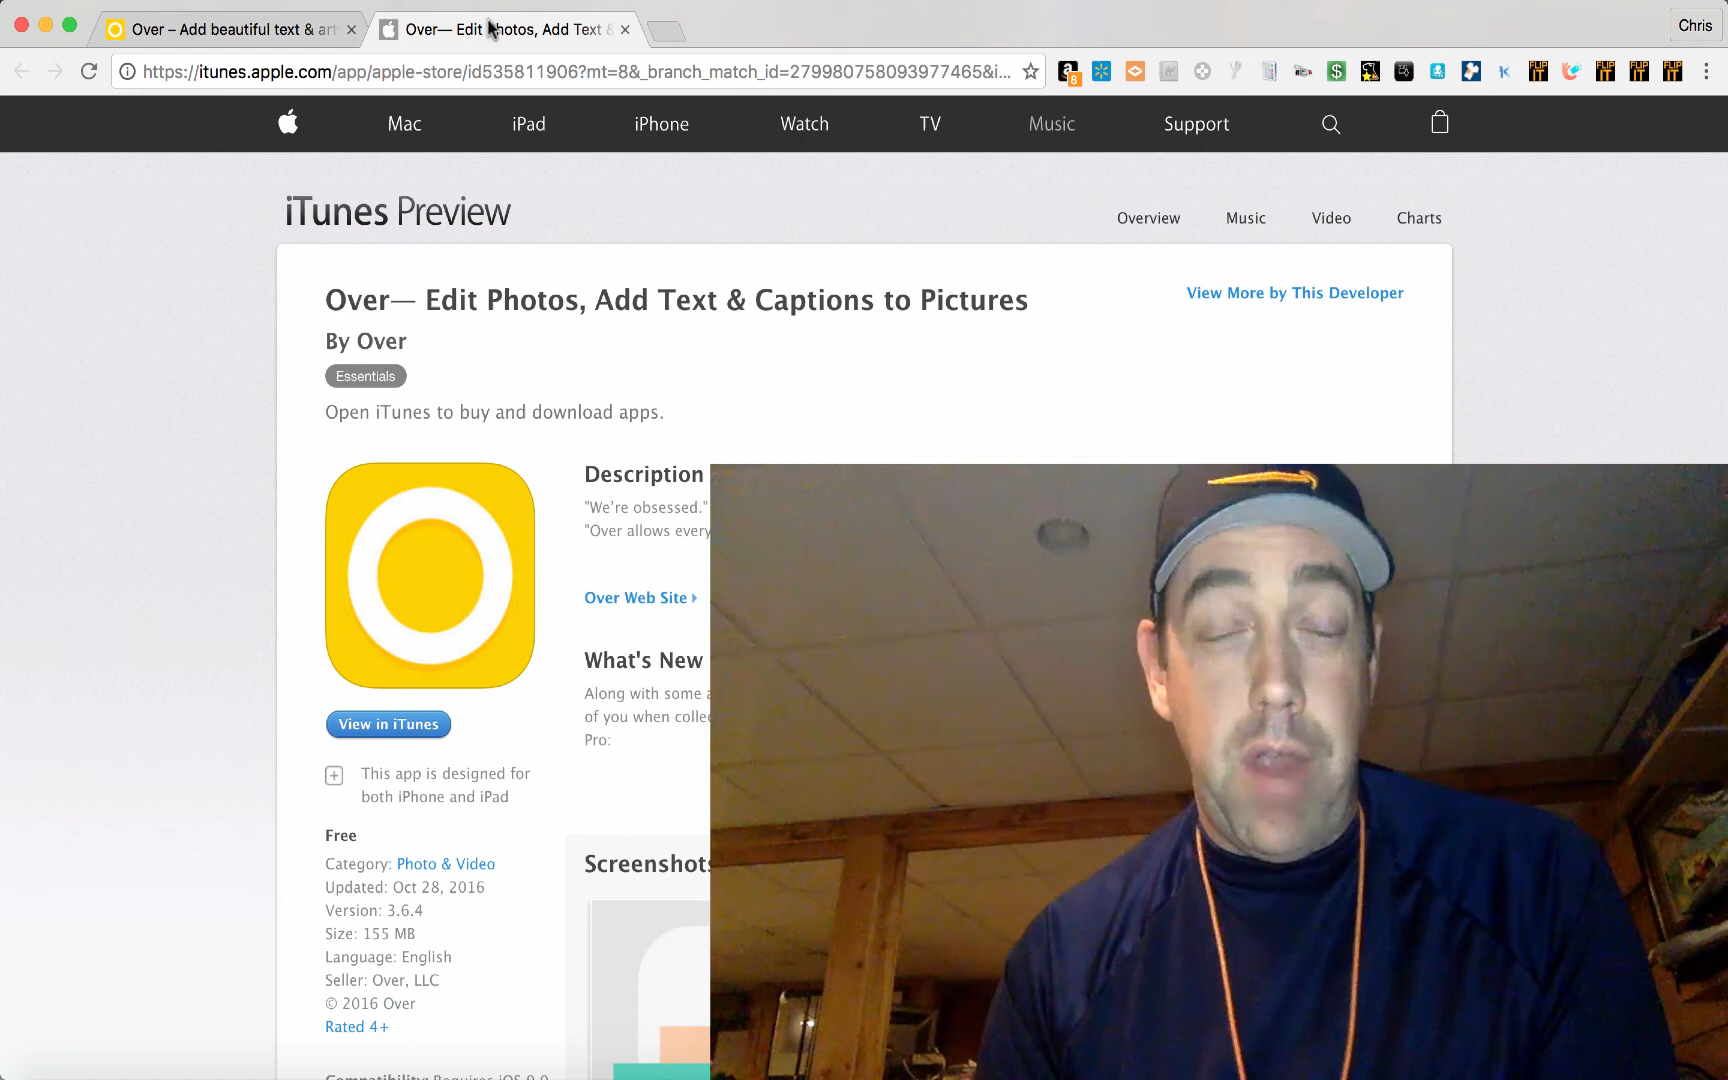 Over – Add beautiful text & art
Over— Edit Photos, Add Text &
Chris
https://itunes.apple.com/app/apple-store/id535811906?mt=8&_branch_match_id=279980758093977465&i...
Mac
iPad
iPhone
Watch
TV
Music
Support
iTunes Preview
Overview
Music
Video
Charts
Over— Edit Photos, Add Text & Captions to Pictures
View More by This Developer
By Over
Essentials
Open iTunes to buy and download apps.
Description
"We're obsessed."
"Over allows every
Over Web Site
What's New
Along with some a
of you when collec
Pro:
View in iTunes
This app is designed for
both iPhone and iPad
Free
Category: Photo & Video
Updated: Oct 28, 2016
Version: 3.6.4
Size: 155 MB
Language: English
Seller: Over, LLC
© 2016 Over
Rated 4+
Compatibility: Requires iOS 9.0
Screenshots